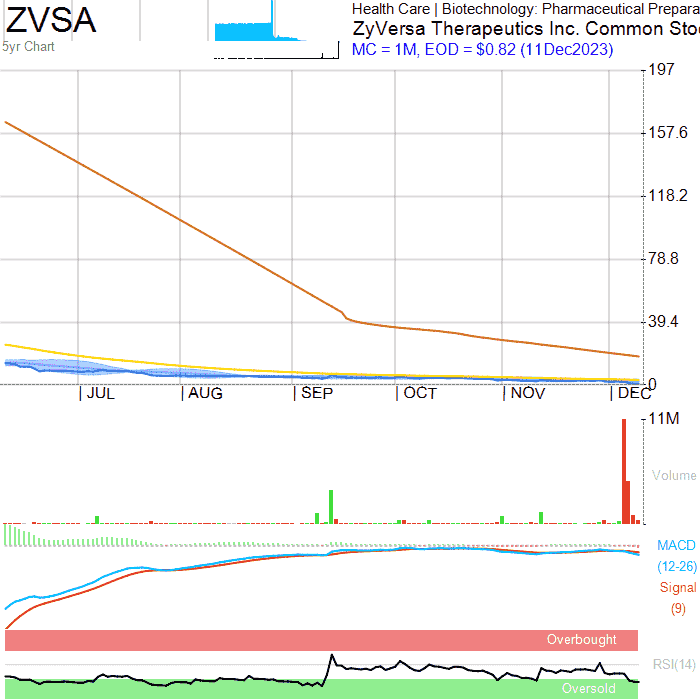 ZVSA
5yr Chart
Health Care | Biotechnology: Pharmaceutical Prepara
ZyVersa Therapeutics Inc. Common Sto
MC = 1M, EOD = $0.82 (11Dec2023)
197
157.6
118.2
78.8
39.4
0
JUL
AUG
SEP
OCT
NOV
DEC
11M
Volume
MACD
(12-26)
Signal
(9)
Overbought
RSI(14)
Oversold